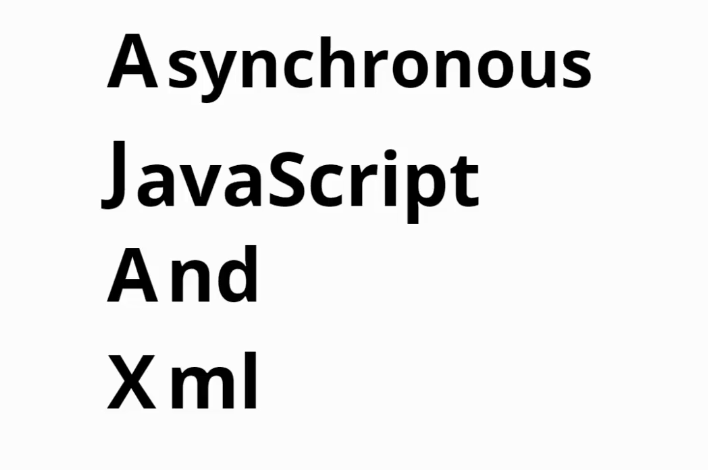 Asynchronous
JavaScript
And
Xml